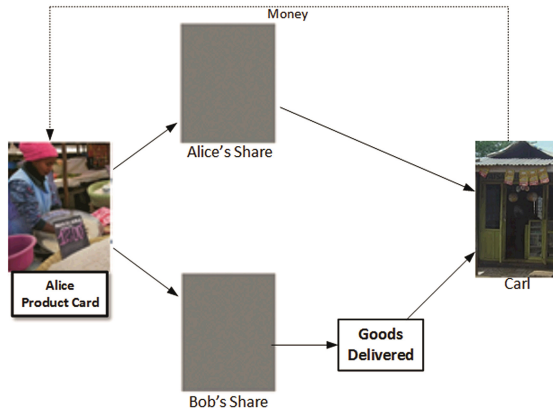 Money
Alice's Share
Alice
Product Card
Carl
Goods
Delivered
Bob's Share